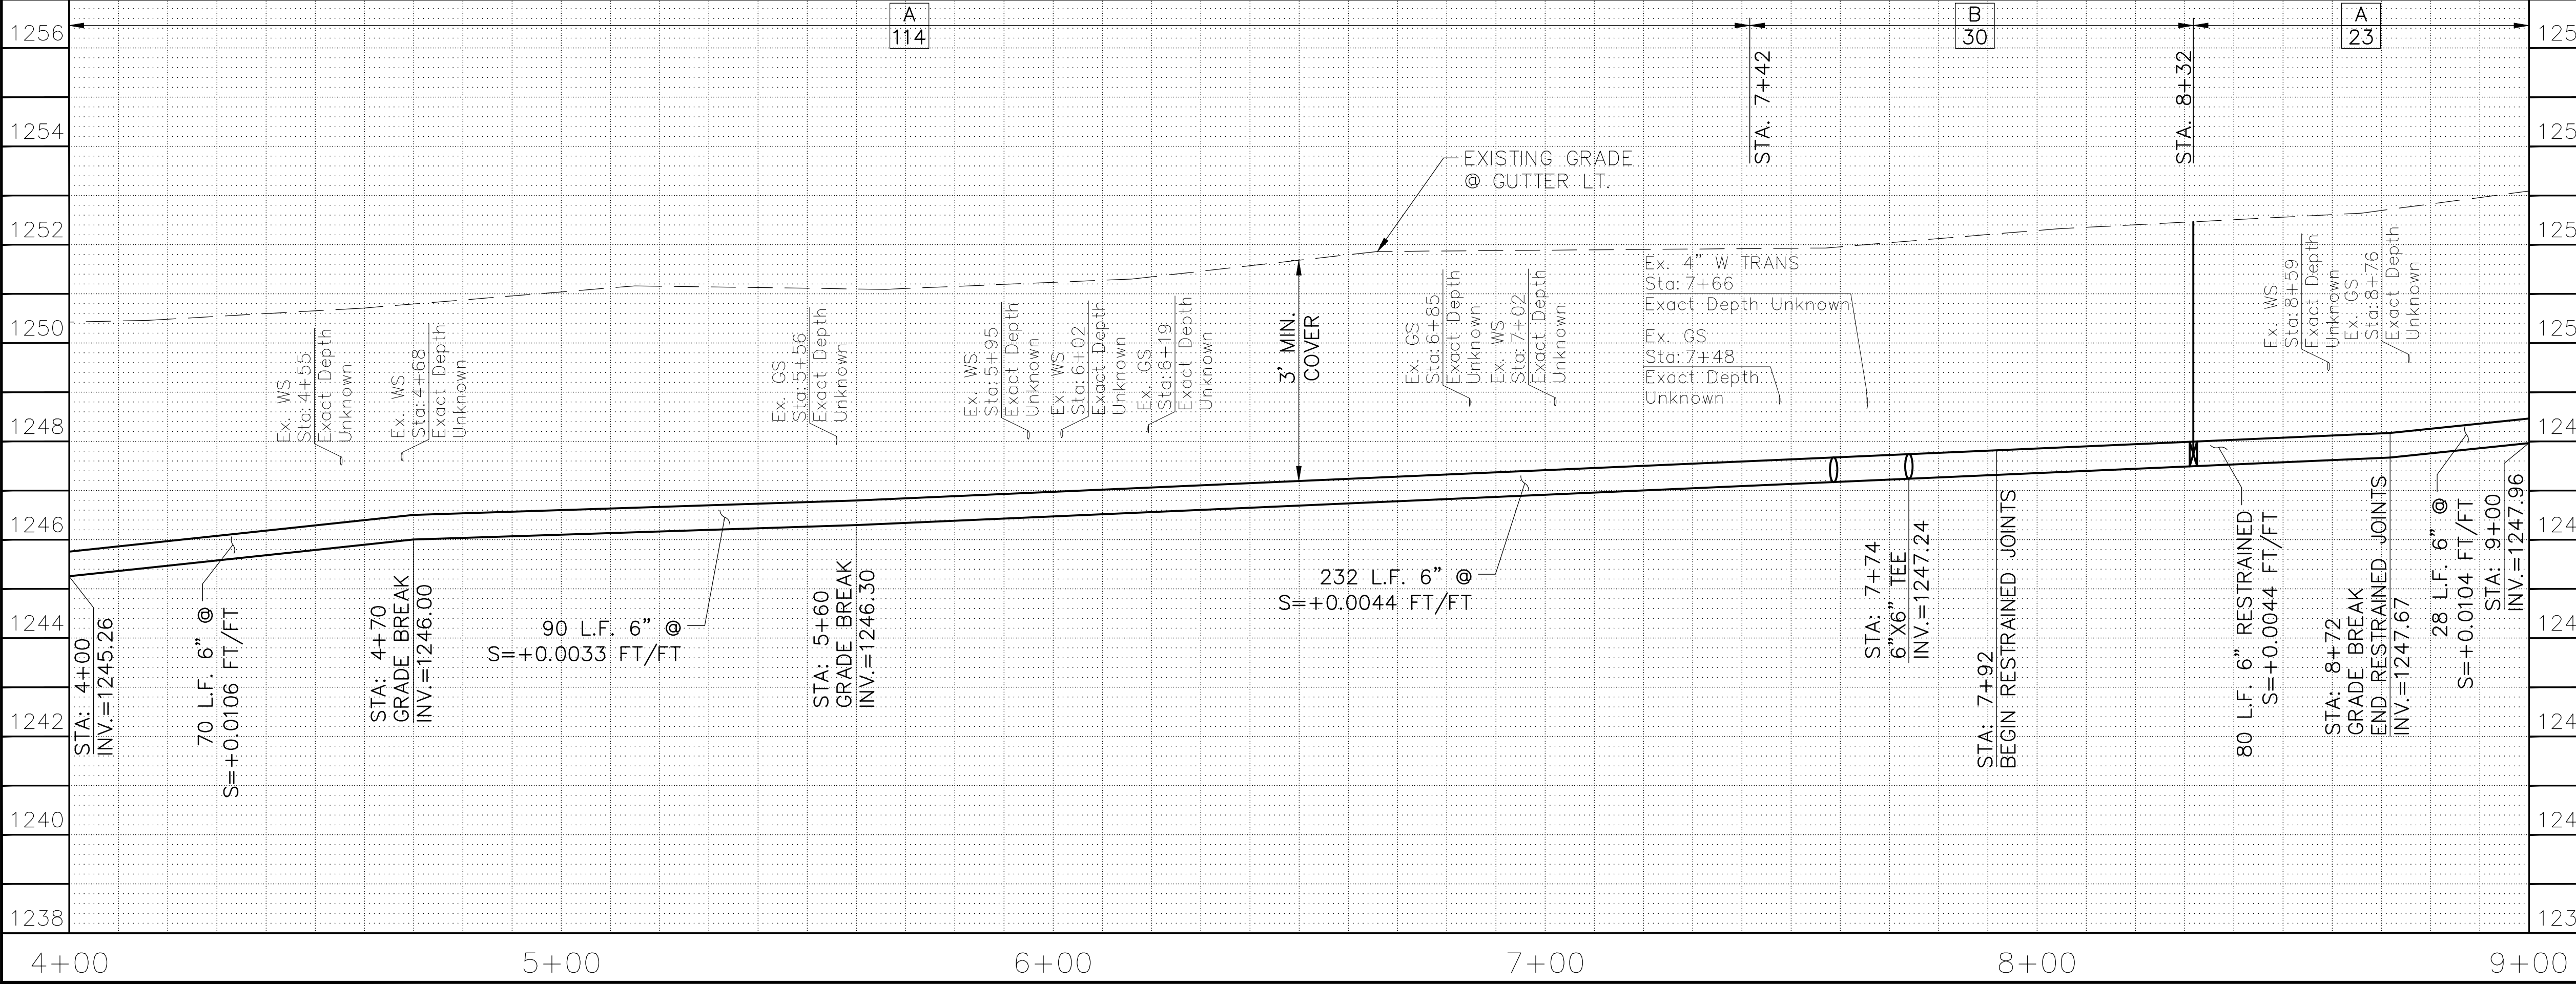 A
114
B
30
A
23
STA. 7+42
STA. 8+32
1256
1254
1252
1250
1248
1246
1244
1242
1240
1238
EXISTING GRADE
@ GUTTER LT.
Ex. WS
Sta: 4+55
Exact Depth
Unknown
Ex. WS
Sta: 4+68
Exact Depth
Unknown
Ex. GS
Sta: 5+56
Exact Depth
Unknown
Ex. WS
Sta: 5+95
Exact Depth
Unknown
Ex. WS
Sta: 6+02
Exact Depth
Unknown
Ex. GS
Sta: 6+19
Exact Depth
Unknown
3' MIN.
COVER
Ex. GS
Sta: 6+85
Exact Depth
Unknown
Ex. WS
Sta: 7+02
Exact Depth
Unknown
Ex. 4" W TRANS
Sta: 7+66
Exact Depth Unknown
Ex. GS
Sta: 7+48
Exact Depth
Unknown
Ex. WS
Sta: 8+59
Exact Depth
Unknown
Ex. GS
Sta: 8+76
Exact Depth
Unknown
STA: 4+00
INV.=1245.26
70 L.F. 6" @
S=+0.0106 FT/FT
STA: 4+70
GRADE BREAK
INV.=1246.00
90 L.F. 6" @
S=+0.0033 FT/FT
STA: 5+60
GRADE BREAK
INV.=1246.30
232 L.F. 6" @
S=+0.0044 FT/FT
STA: 7+74
6"X6" TEE
INV.=1247.24
STA: 7+92
BEGIN RESTRAINED JOINTS
80 L.F. 6" RESTRAINED
S=+0.0044 FT/FT
STA: 8+72
GRADE BREAK
END RESTRAINED JOINTS
INV.=1247.67
28 L.F. 6" @
S=+0.0104 FT/FT
STA: 9+00
INV.=1247.96
125
125
125
125
124
124
124
124
124
123
4+00
5+00
6+00
7+00
8+00
9+00